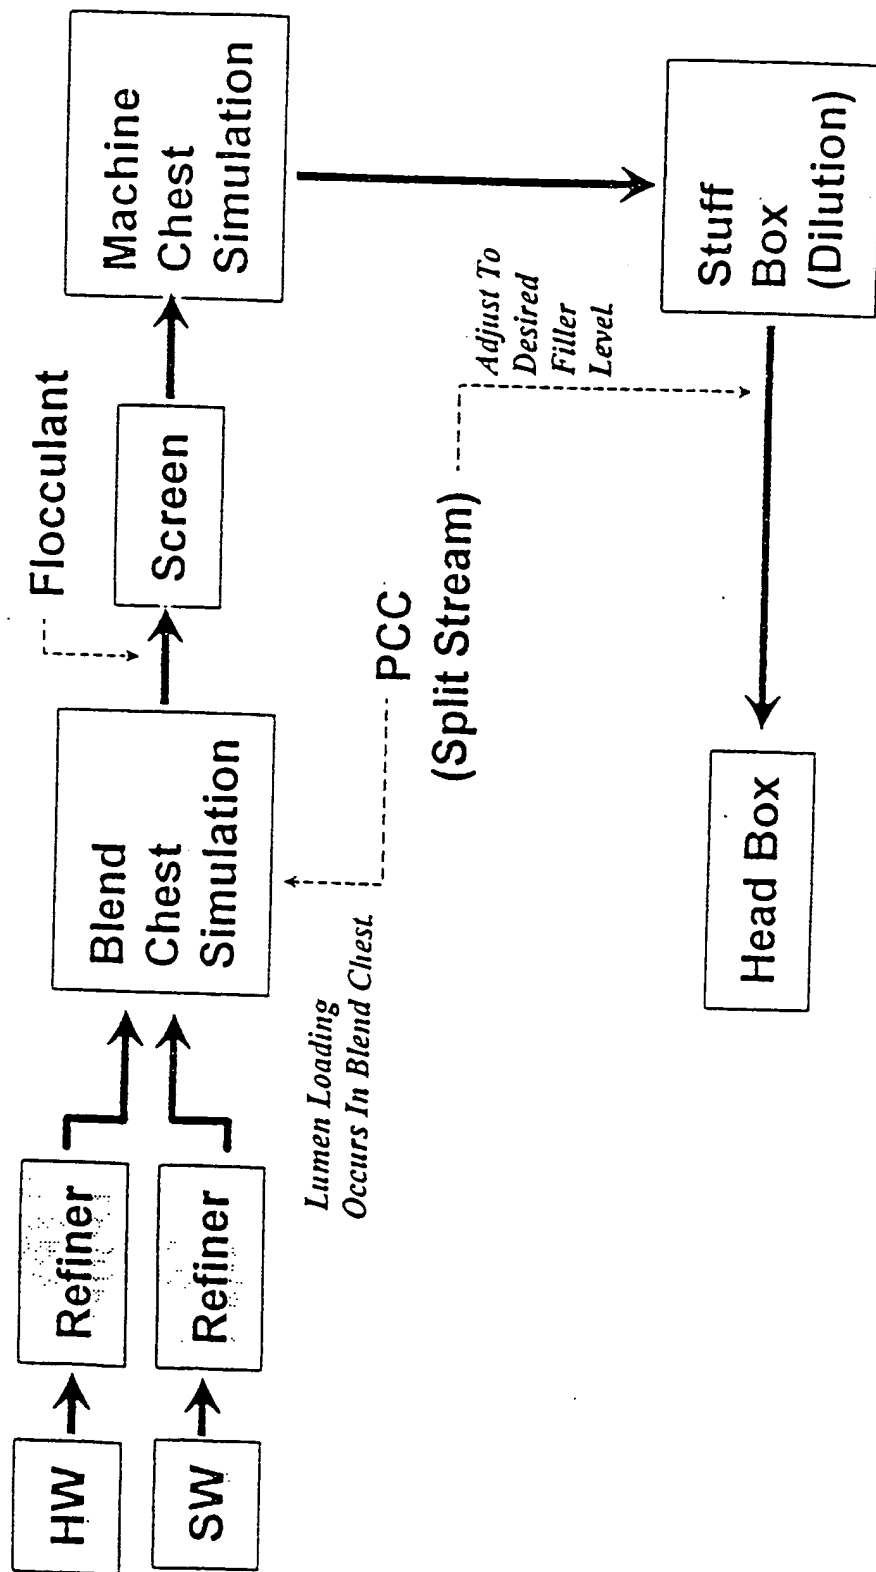 HW
Refiner
SW
Refiner
Blend
Chest
Simulation
Flocculant
Screen
Machine
Chest
Simulation
Lumen Loading
Occurs In Blend Chest.
PCC
(Split Stream)
Adjust To
Desired
Filler
Level.
Stuff
Box
(Dilution)
Head Box